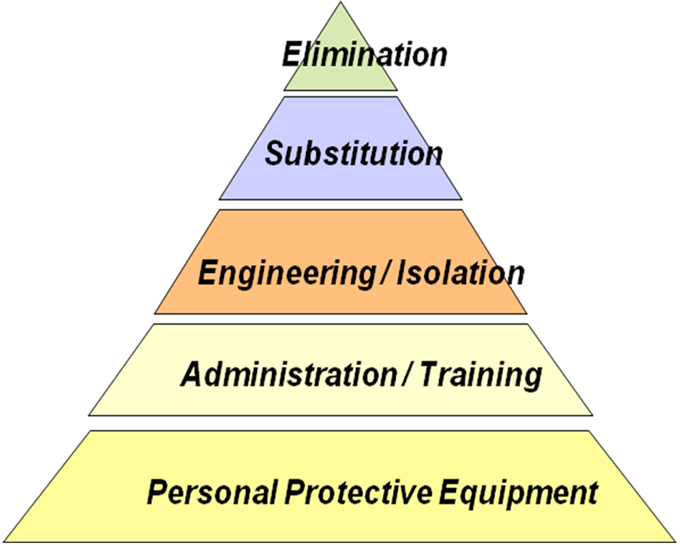 Elimination
Substitution
Engineering / Isolation
Administration / Training
Personal Protective Equipment